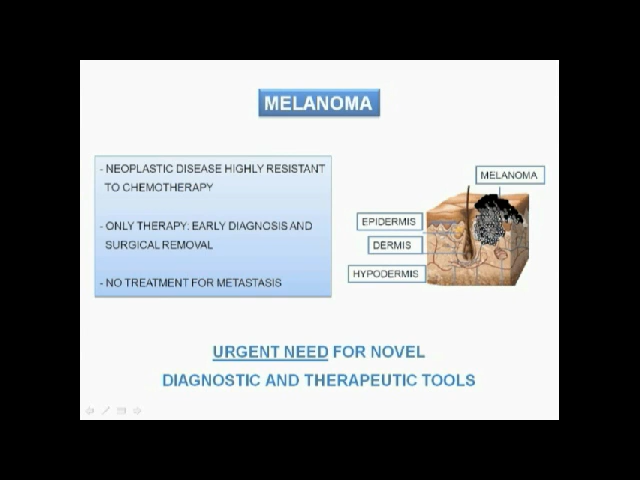 MELANOMA
- NEOPLASTIC DISEASE HIGHLY RESISTANT
TO CHEMOTHERAPY
- ONLY THERAPY: EARLY DIAGNOSIS AND
SURGICAL REMOVAL
- NO TREATMENT FOR METASTASIS
MELANOMA
EPIDERMIS
DERMIS
HYPODERMIS
URGENT NEED FOR NOVEL
DIAGNOSTIC AND THERAPEUTIC TOOLS